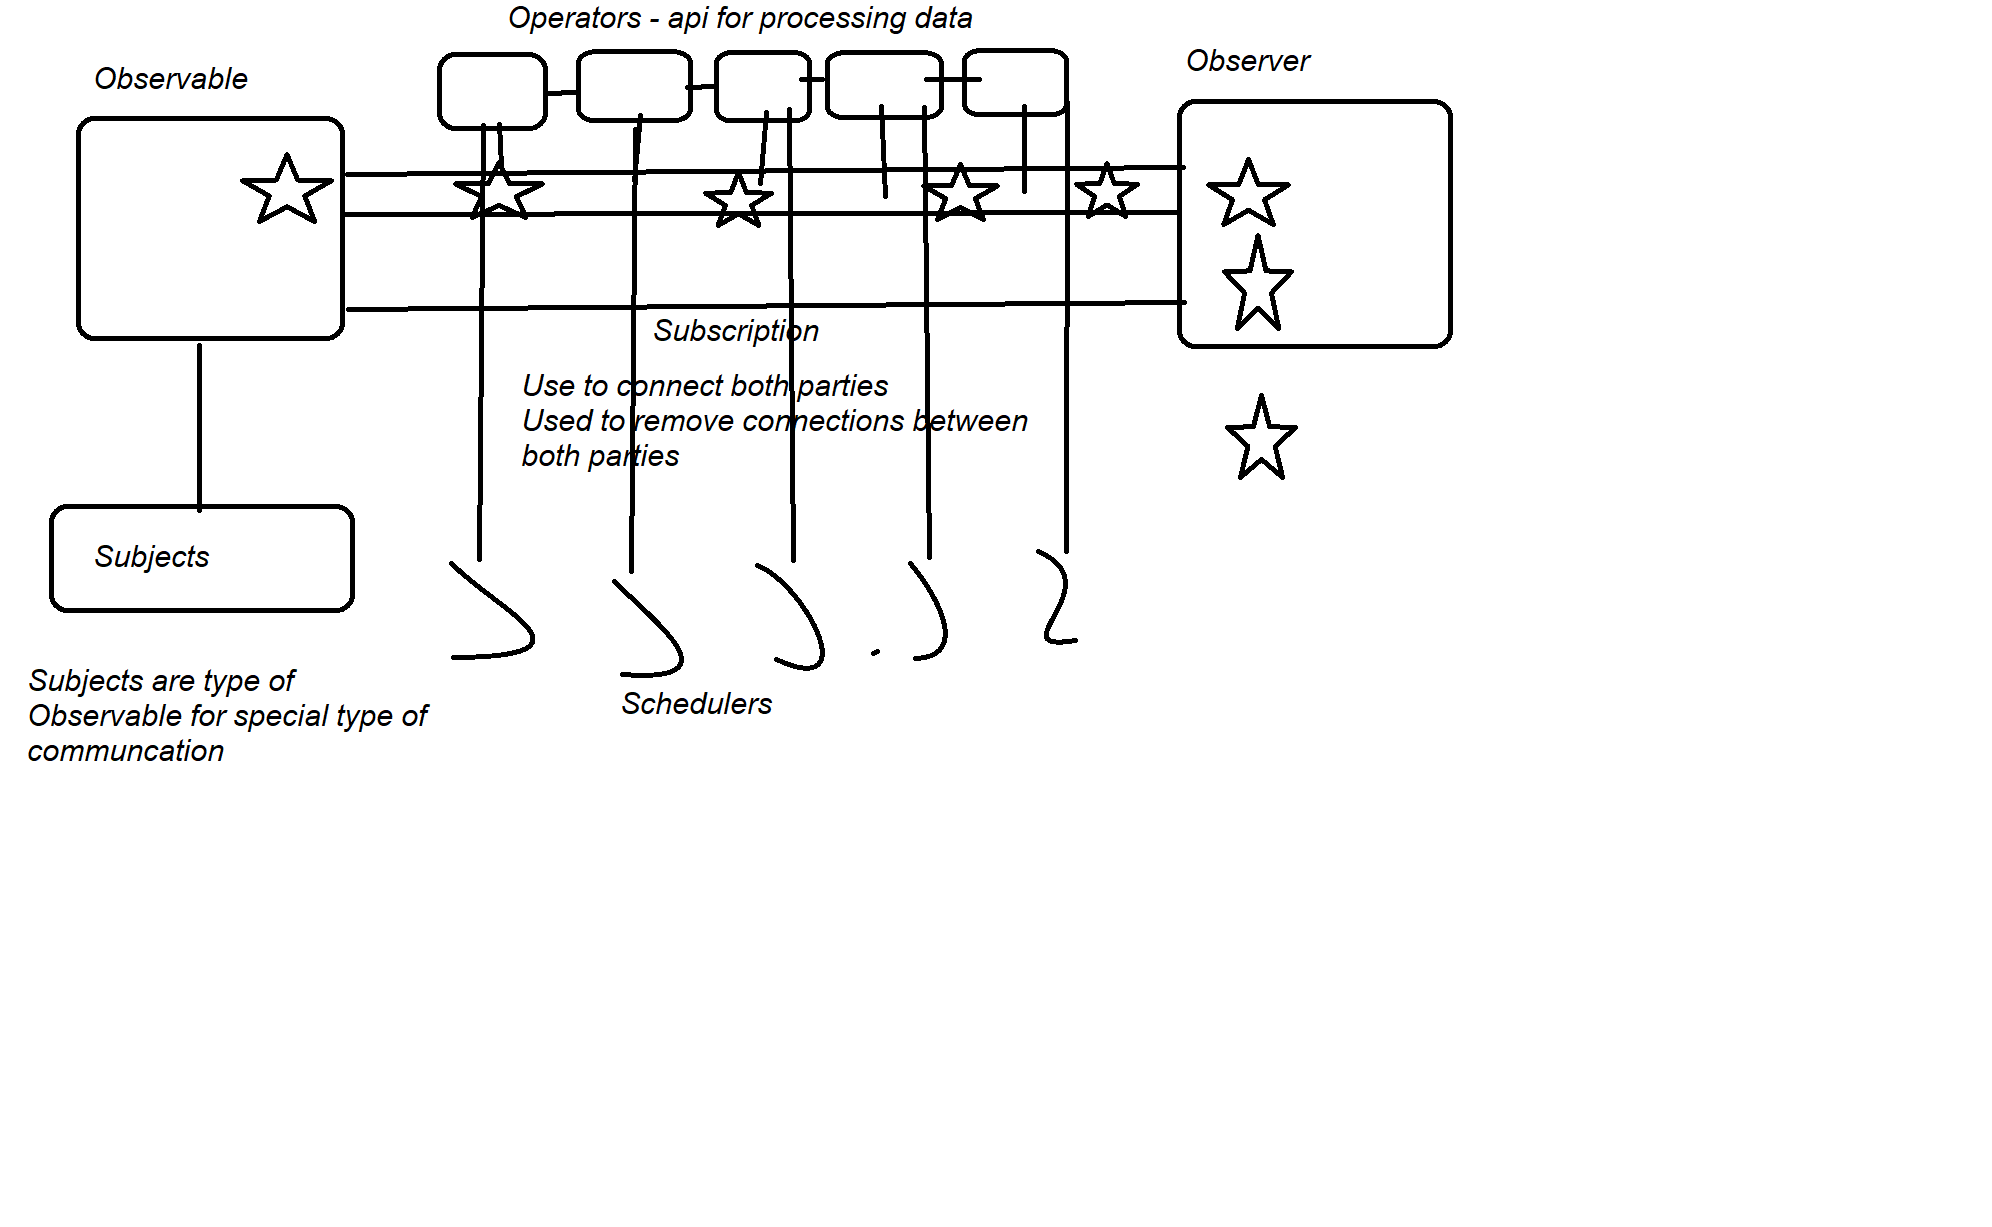 Operators - api for processing data
Observable
Observer
Subscription
Use to connect both parties
Used to remove connections between
both parties
Subjects
Subjects are type of
Observable for special type of
communcation
Schedulers